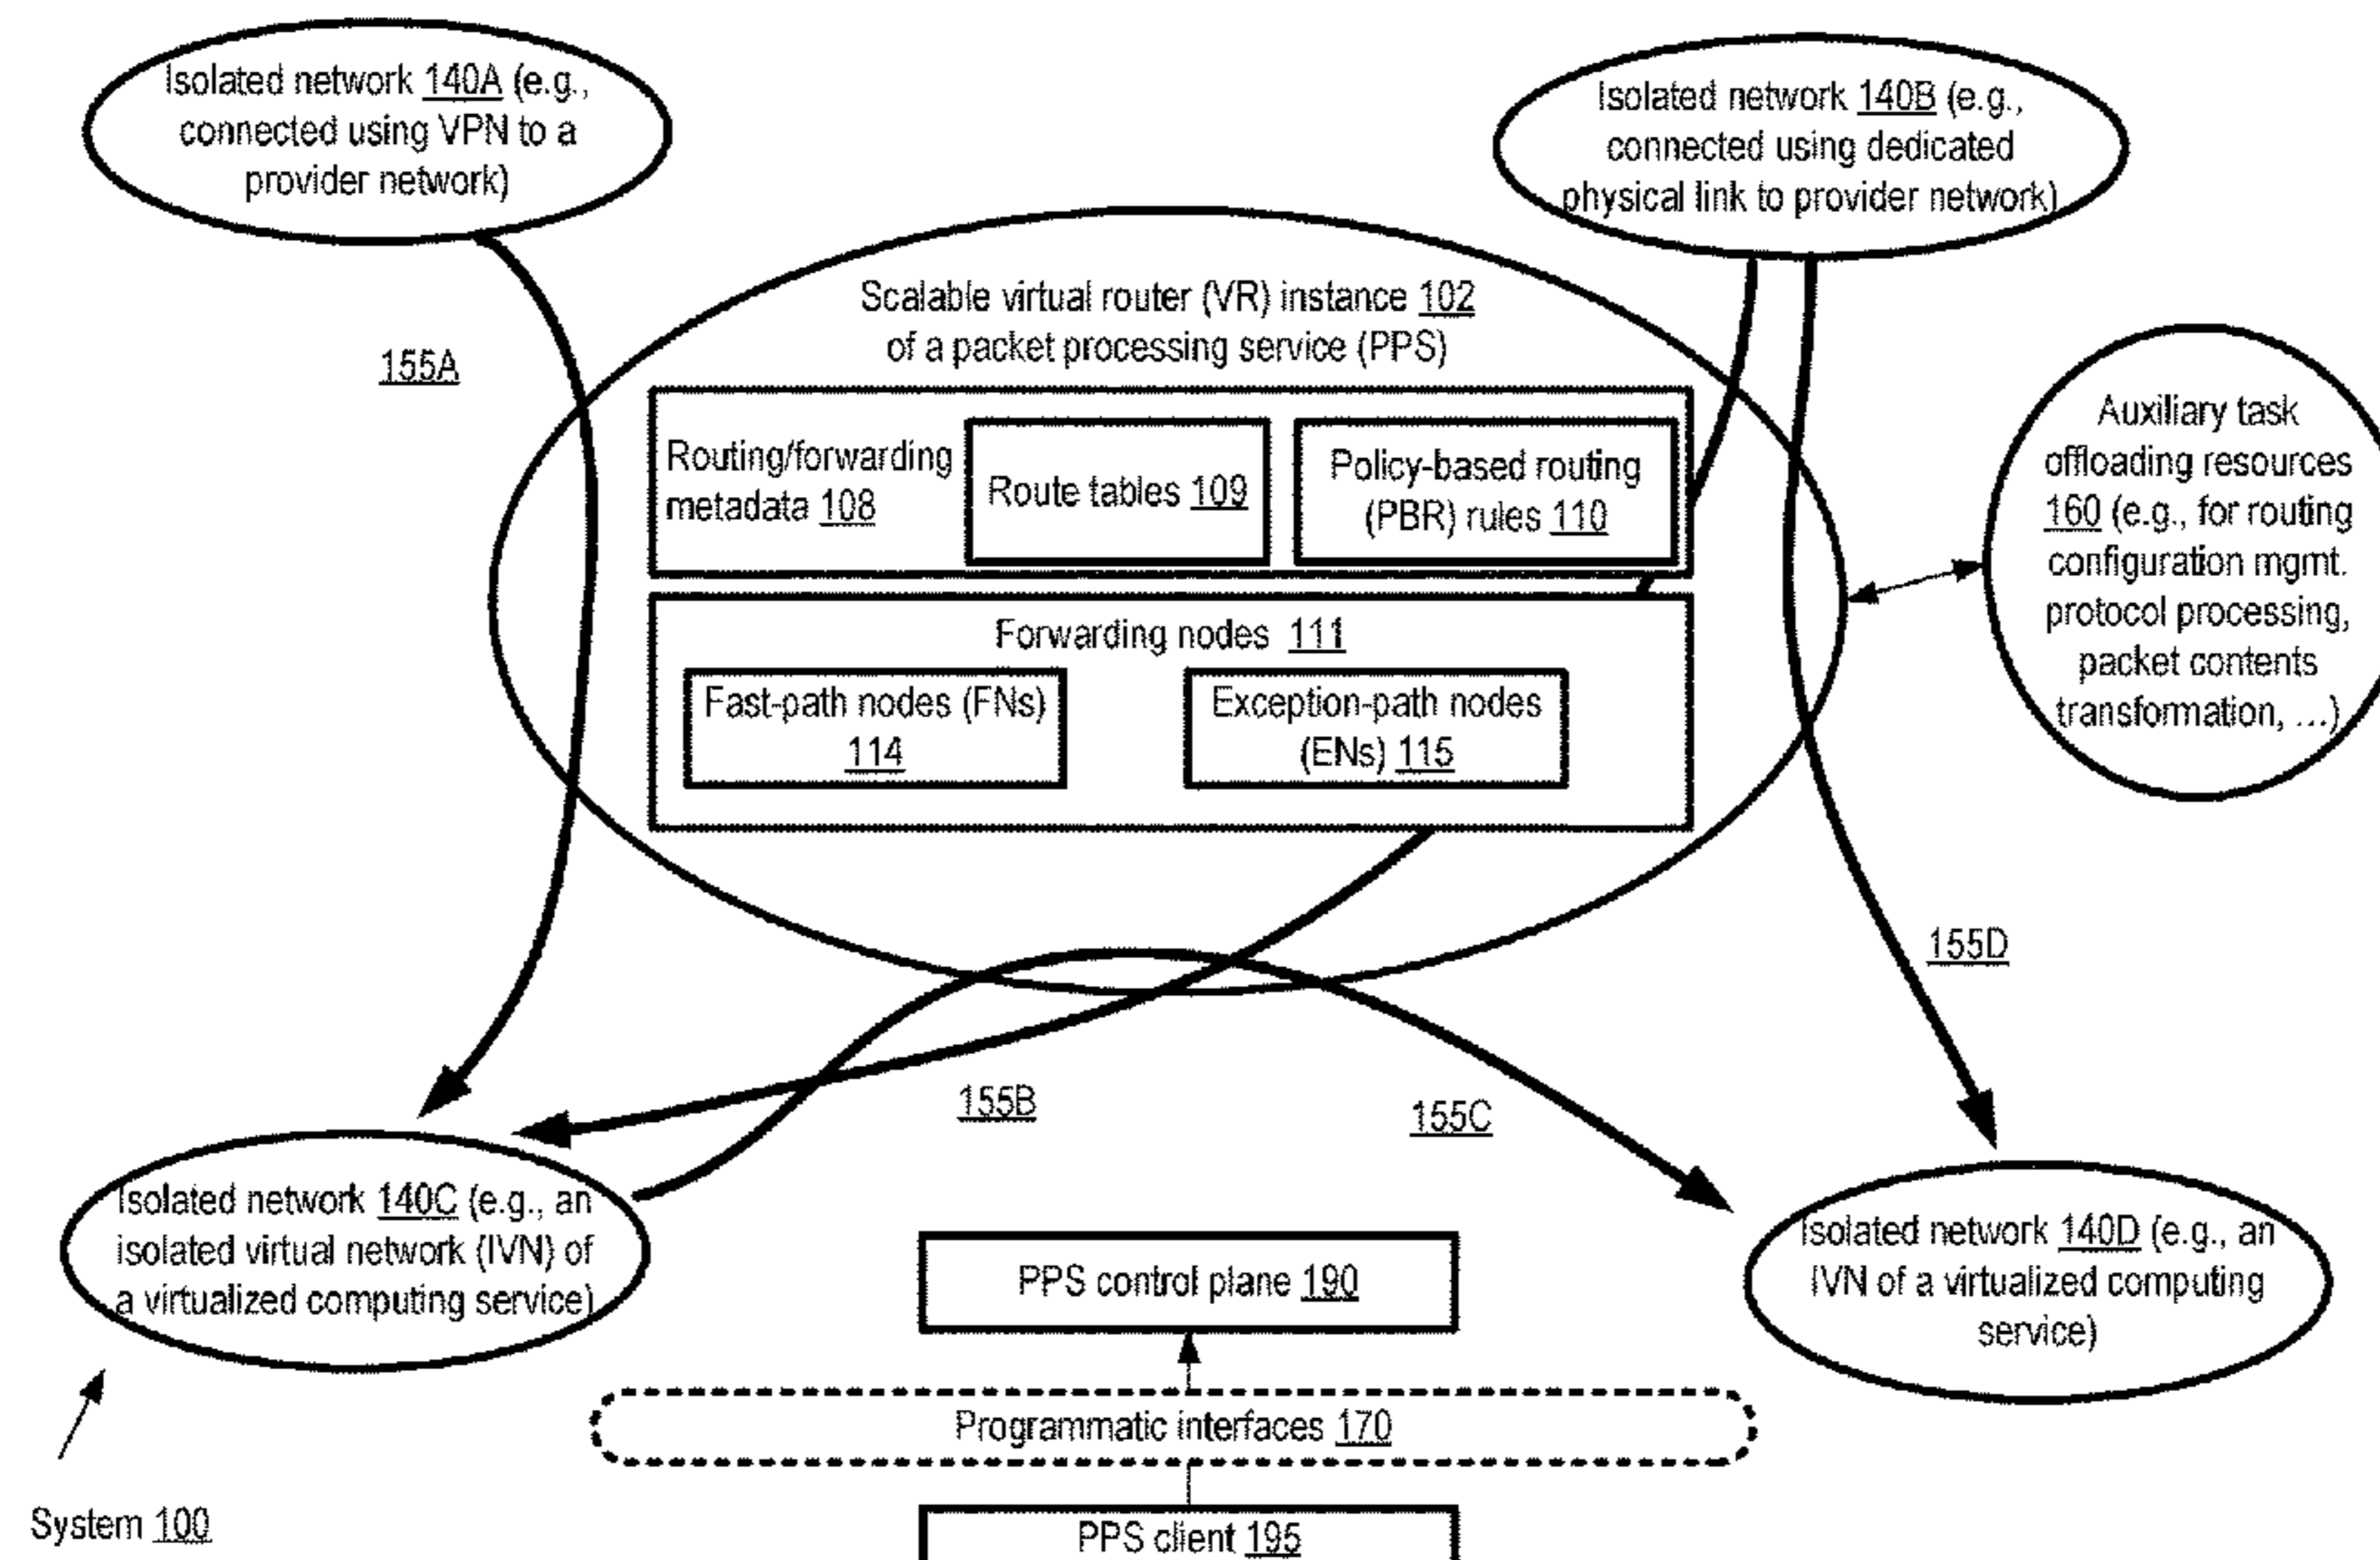 Isolated network 140A (e.g.,
connected using VPN to a
provider network)
Isolated network 140B (e.g.,
connected using dedicated
physical link to provider network)
Scalable virtual router (VR) instance 102
of a packet processing service (PPS)
155A
Routing/forwarding
metadata 108
Route tables 109
Policy-based routing
(PBR) rules 110
Auxiliary task
offloading resources
160 (e.g., for routing
configuration mgmt.
protocol processing,
packet contents
transformation, ...)
Forwarding nodes 111
Fast-path nodes (FNs)
114
Exception-path nodes
(ENs) 115
155D
155B
155C
Isolated network 140C (e.g., an
isolated virtual network (IVN) of
a virtualized computing service)
Isolated network 140D (e.g., an
IVN of a virtualized computing
service)
PPS control plane 190
Programmatic interfaces 170
System 100
PPS client 195